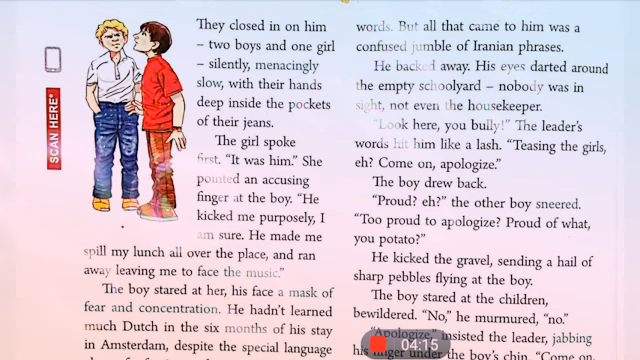 SCAN HERE*
They closed in on him
– two boys and one girl
– silently, menacingly
slow, with their hands
deep inside the pockets
of their jeans.
The girl spoke
first. “It was him.” She
pointed an accusing
finger at the boy. “He
kicked me purposely, I
am sure. He made me
spill my lunch all over the place, and ran
away leaving me to face the music.”
The boy stared at her, his face a mask of
fear and concentration. He hadn’t learned
much Dutch in the six months of his stay
in Amsterdam, despite the special language
words. But all that came to him was a
confused jumble of Iranian phrases.
He backed away. His eyes darted around
the empty schoolyard – nobody was in
sight, not even the housekeeper.
“Look here, you bully!” The leader’s
words hit him like a lash. “Teasing the girls,
eh? Come on, apologize.”
The boy drew back.
“Proud? eh?” the other boy sneered.
“Too proud to apologize? Proud of what,
you potato?”
He kicked the gravel, sending a hail of
sharp pebbles flying at the boy.
The boy stared at the children,
bewildered. “No,” he murmured, “no.”
“Apologize,” insisted the leader, jabbing
his finger under the boy’s chin. “Come on,
04:15